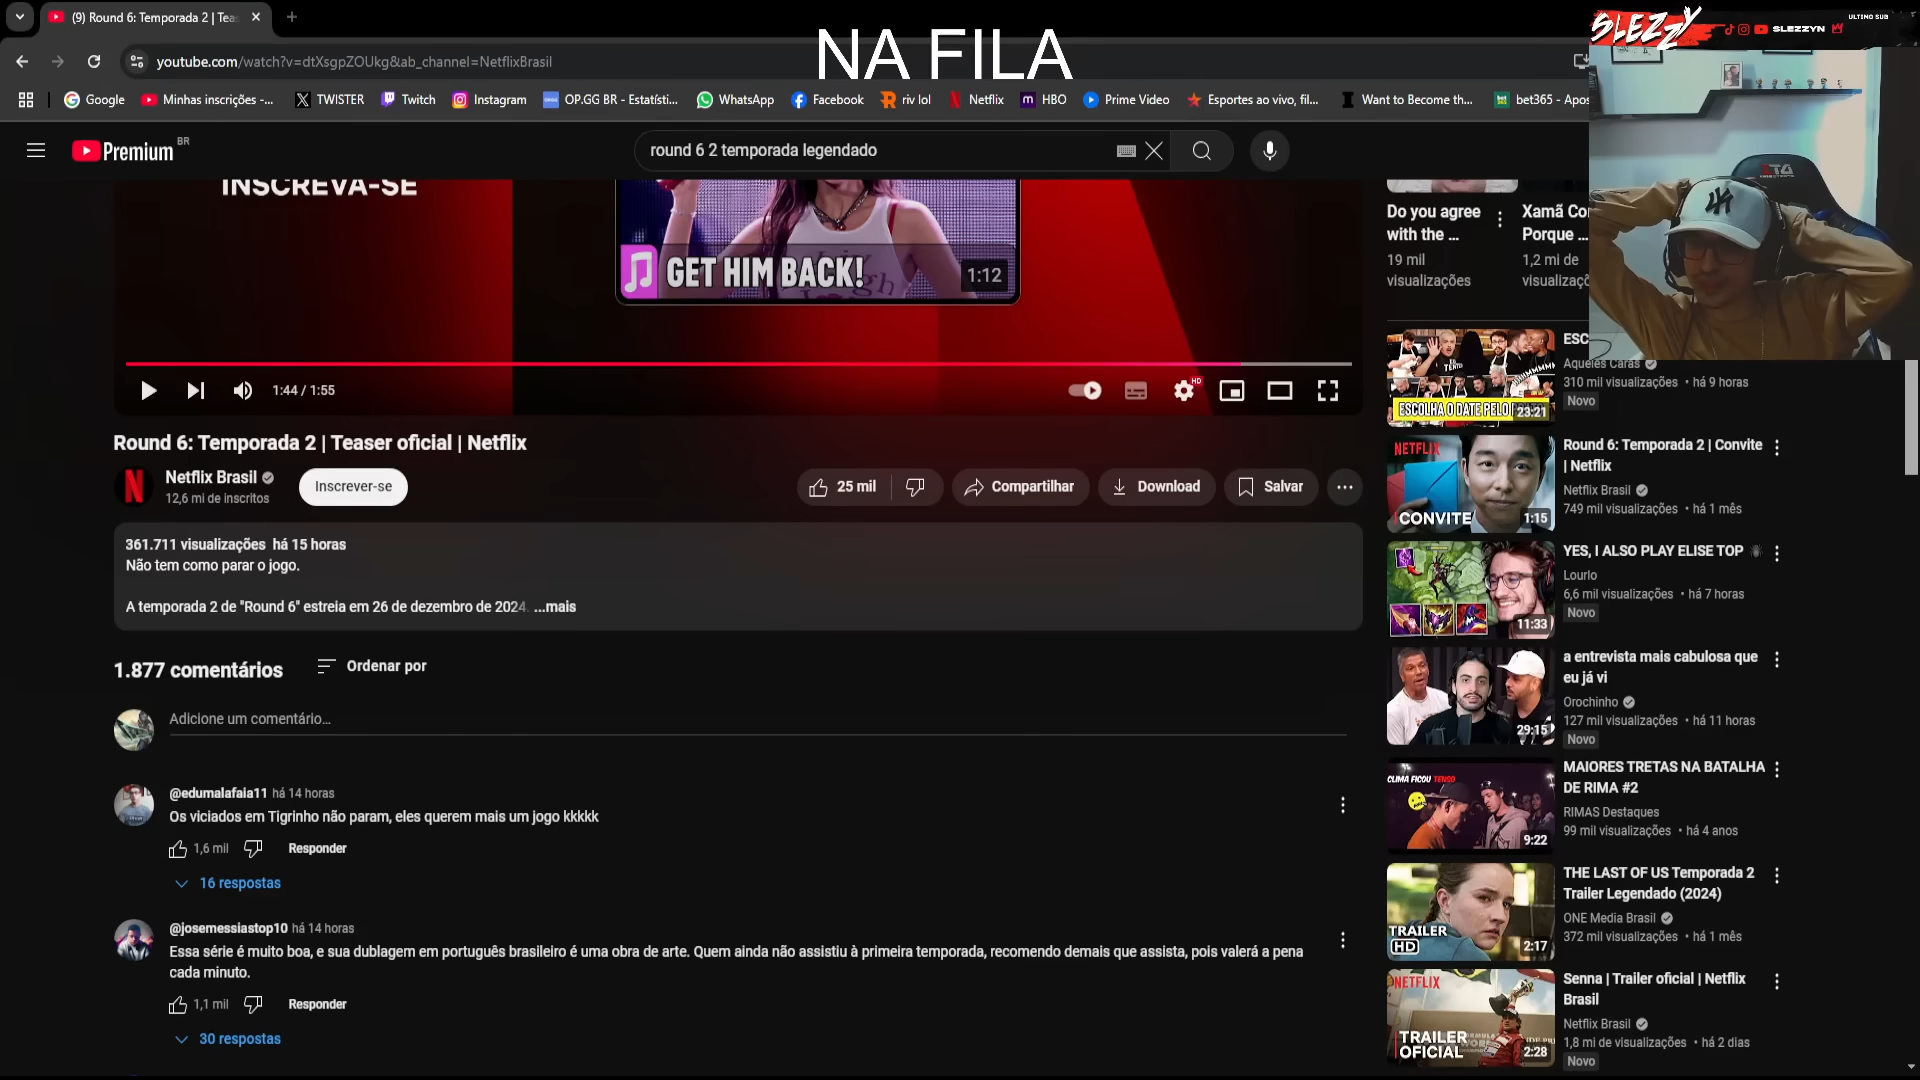 (9) Round 6: Temporada 2 | Teas
NA FILA
SLEZZY
SLEZZYN
ULTIMO SUB
youtube.com/watch?v=dtXsgpZOUkg&ab_channel=NetflixBrasil
Google
Minhas inscrições -...
TWISTER
Twitch
Instagram
OP.GG BR - Estatísti...
WhatsApp
Facebook
riv lol
Netflix
HBO
Prime Video
Esportes ao vivo, fil...
Want to Become th...
bet365 - Apos
Premium BR
round 6 2 temporada legendado
INSCREVA-SE
GET HIM BACK!
1:12
1:44 / 1:55
HD
Round 6: Temporada 2 | Teaser oficial | Netflix
Netflix Brasil
12,6 mi de inscritos
Inscrever-se
25 mil
Compartilhar
Download
Salvar
361.711 visualizações há 15 horas
Não tem como parar o jogo.
A temporada 2 de "Round 6" estreia em 26 de dezembro de 2024. ...mais
1.877 comentários
Ordenar por
Adicione um comentário...
@edumalafaia11 há 14 horas
Os viciados em Tigrinho não param, eles querem mais um jogo kkkkk
1,6 mil
Responder
16 respostas
@josemessiastop10 há 14 horas
Essa série é muito boa, e sua dublagem em português brasileiro é uma obra de arte. Quem ainda não assistiu à primeira temporada, recomendo demais que assista, pois valerá a pena
cada minuto.
1,1 mil
Responder
30 respostas
Do you agree
with the ...
19 mil
visualizações
Xamã Co
Porque ...
1,2 mi de
visualizaç
ESCOLHA O DATE PELO
23:21
ESC
Aqueles Caras
310 mil visualizações • há 9 horas
Novo
NETFLIX
CONVITE
1:15
Round 6: Temporada 2 | Convite
| Netflix
Netflix Brasil
749 mil visualizações • há 1 mês
11:33
YES, I ALSO PLAY ELISE TOP
Lourlo
6,6 mil visualizações • há 7 horas
Novo
29:15
a entrevista mais cabulosa que
eu já vi
Orochinho
127 mil visualizações • há 11 horas
Novo
CLIMA FICOU TENSO
9:22
MAIORES TRETAS NA BATALHA
DE RIMA #2
RIMAS Destaques
99 mil visualizações • há 4 anos
TRAILER
HD
2:17
THE LAST OF US Temporada 2
Trailer Legendado (2024)
ONE Media Brasil
372 mil visualizações • há 1 mês
NETFLIX
TRAILER
OFICIAL
2:28
Senna | Trailer oficial | Netflix
Brasil
Netflix Brasil
1,8 mi de visualizações • há 2 dias
Novo